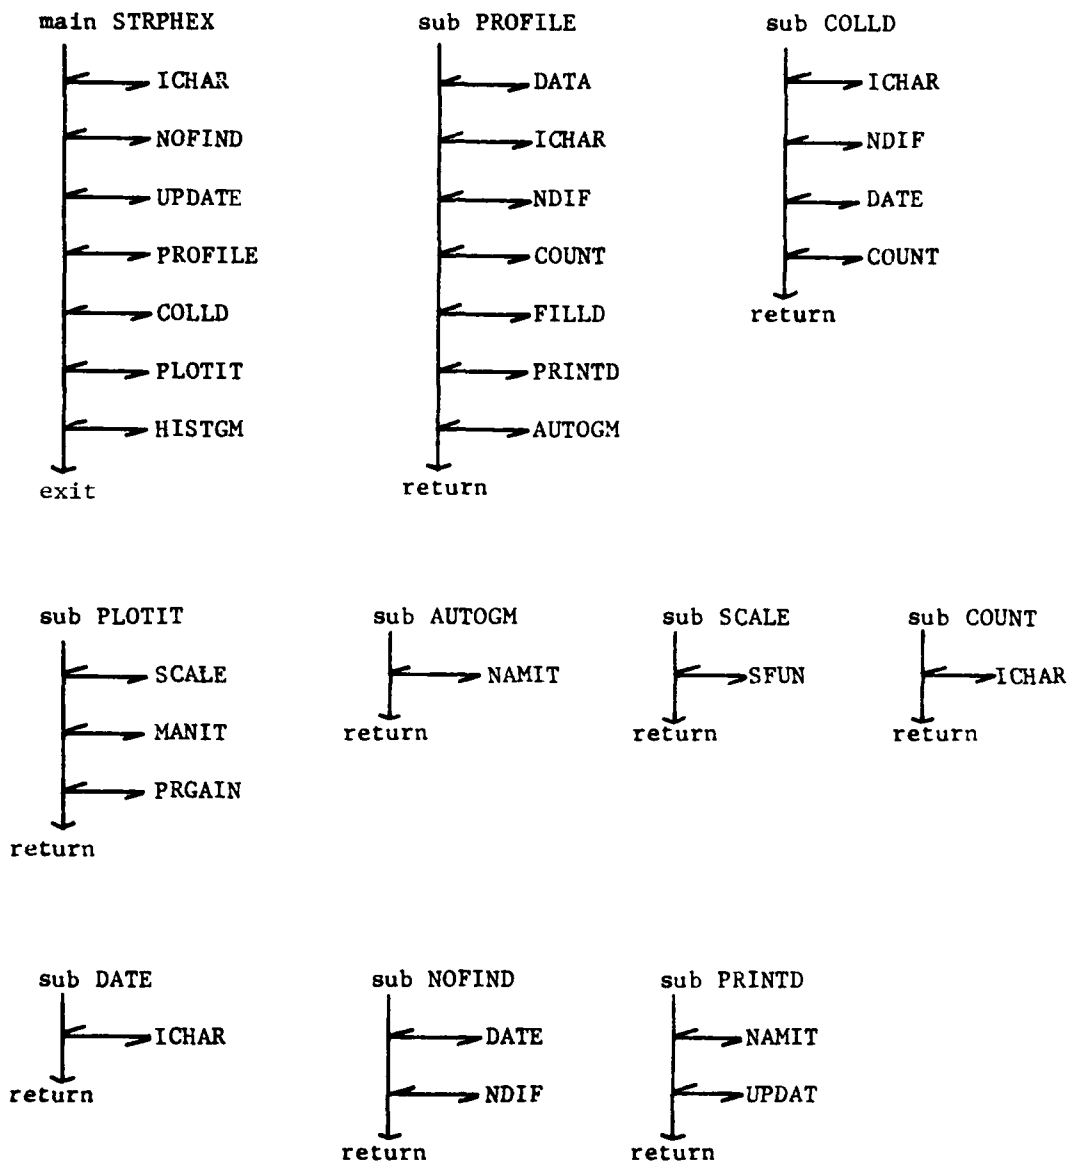 main STRPHEX
ICHAR
NOFIND
UPDATE
PROFILE
COLLD
PLOTIT
HISTGM
exit
sub PROFILE
DATA
ICHAR
NDIF
COUNT
FILLD
PRINTD
AUTOGM
return
sub COLLD
ICHAR
NDIF
DATE
COUNT
return
sub PLOTIT
SCALE
MANIT
PRGAIN
return
sub AUTOGM
NAMIT
return
sub SCALE
SFUN
return
sub COUNT
ICHAR
return
sub DATE
ICHAR
return
sub NOFIND
DATE
NDIF
return
sub PRINTD
NAMIT
UPDAT
return